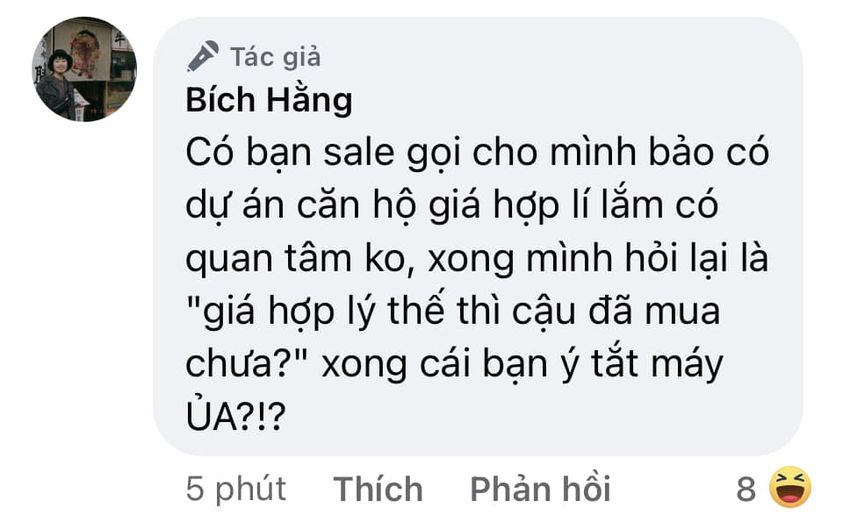 Tác giả
Bích Hằng
Có bạn sale gọi cho mình bảo có
dự án căn hộ giá hợp lí lắm có
quan tâm ko, xong mình hỏi lại là
"giá hợp lý thế thì cậu đã mua
chưa?" xong cái bạn ý tắt máy
ỦA?!?
5 phút Thích Phản hồi 8